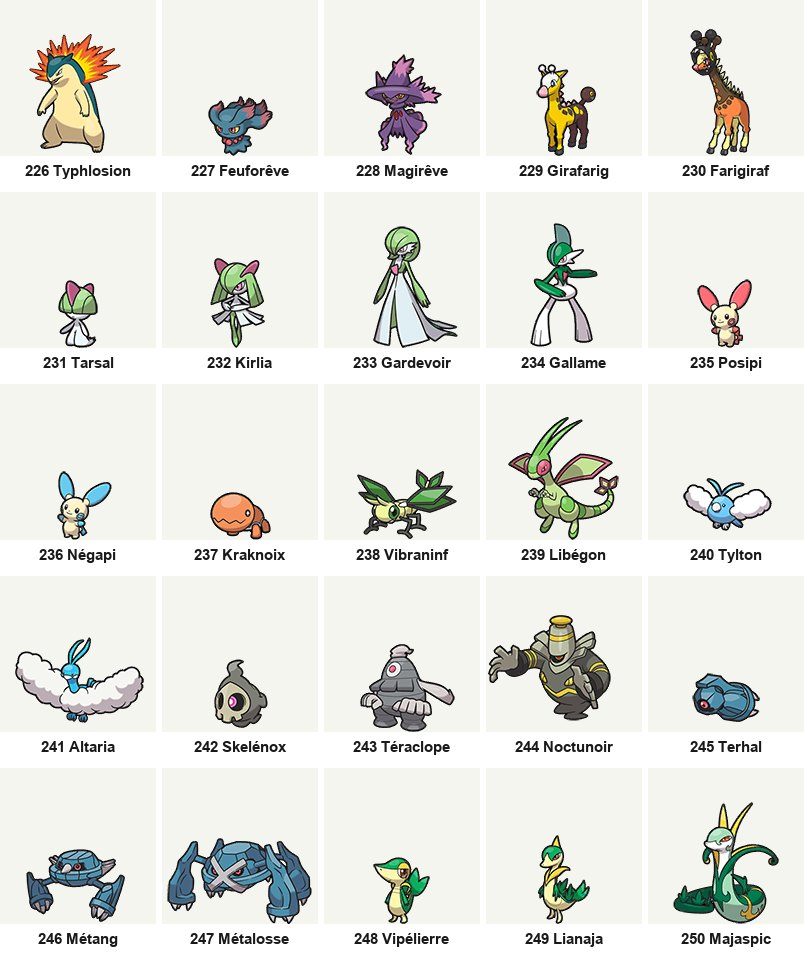 226 Typhlosion
227 Feuforêve
228 Magirêve
229 Girafarig
230 Farigiraf
231 Tarsal
232 Kirlia
233 Gardevoir
234 Gallame
235 Posipi
236 Négapi
237 Kraknoix
238 Vibraninf
239 Libégon
240 Tylton
241 Altaria
242 Skelénox
243 Téraclope
244 Noctunoir
245 Terhal
246 Métang
247 Métalosse
248 Vipélierre
249 Lianaja
250 Majaspic